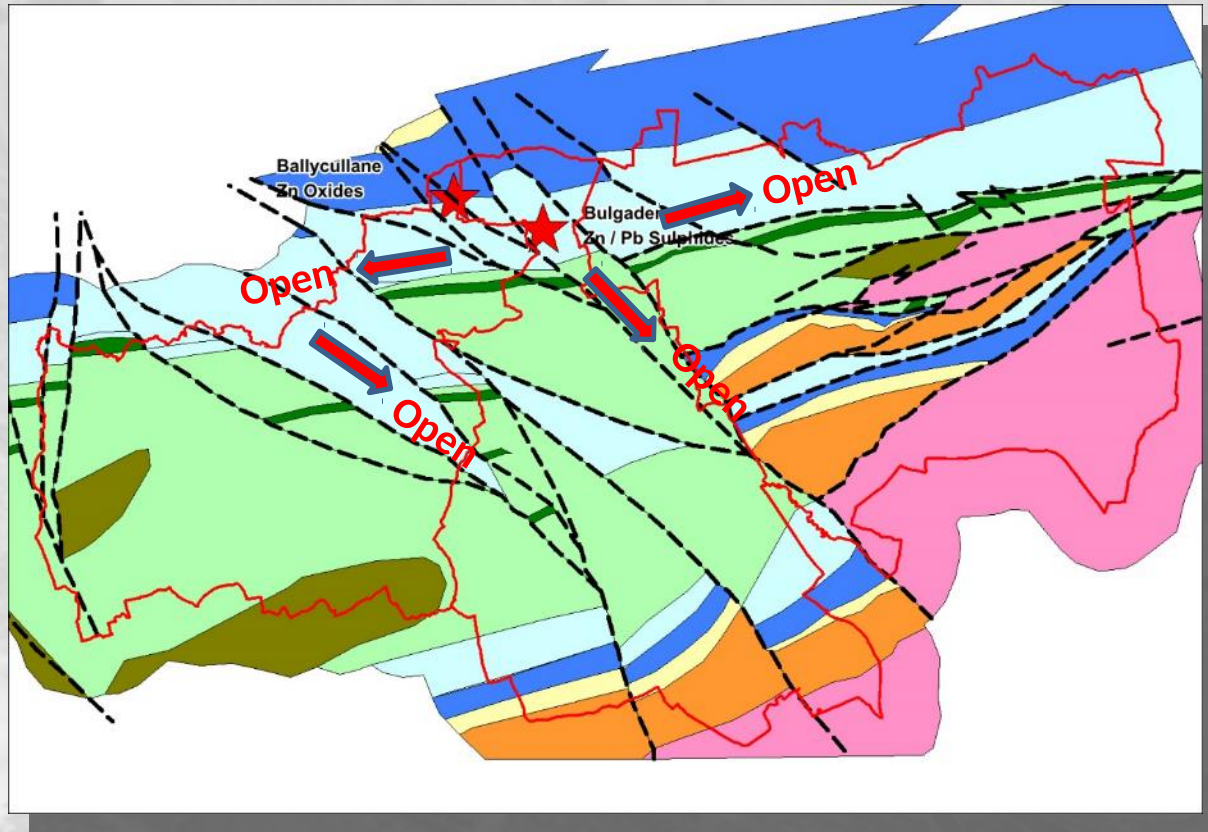 Ballycullane
Zn Oxides
Open
Bulgaden
Zn / Pb Sulphides
Open
Open
Open